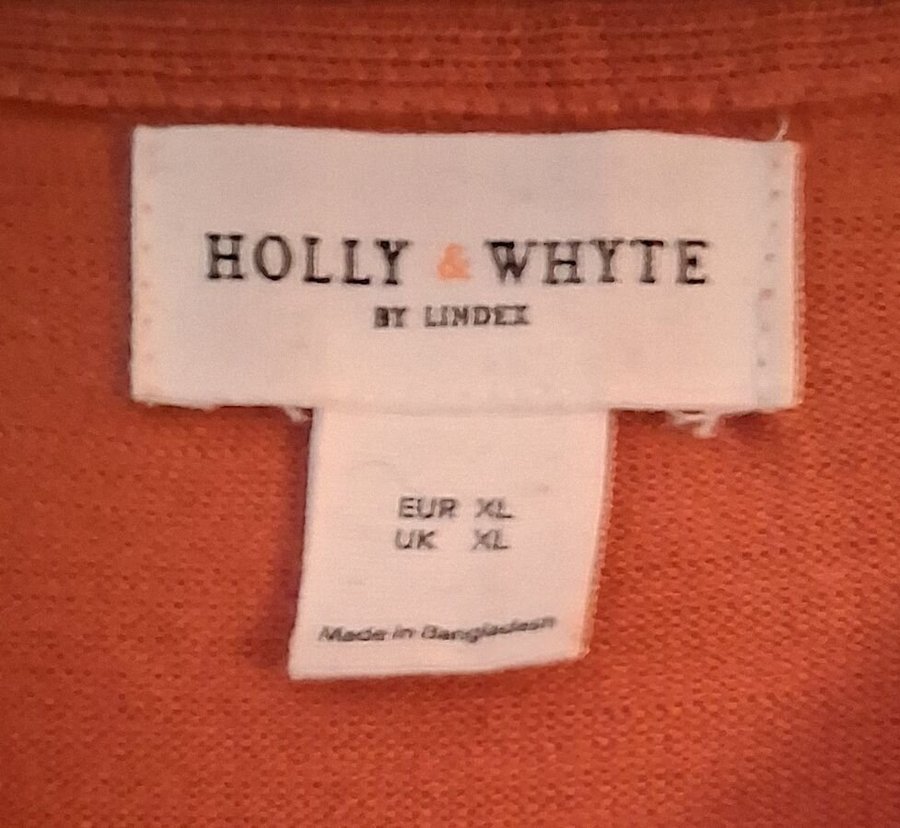 HOLLY & WHYTE
BY LINDEX
EUR XL
UK XL
Made in Bangladesh